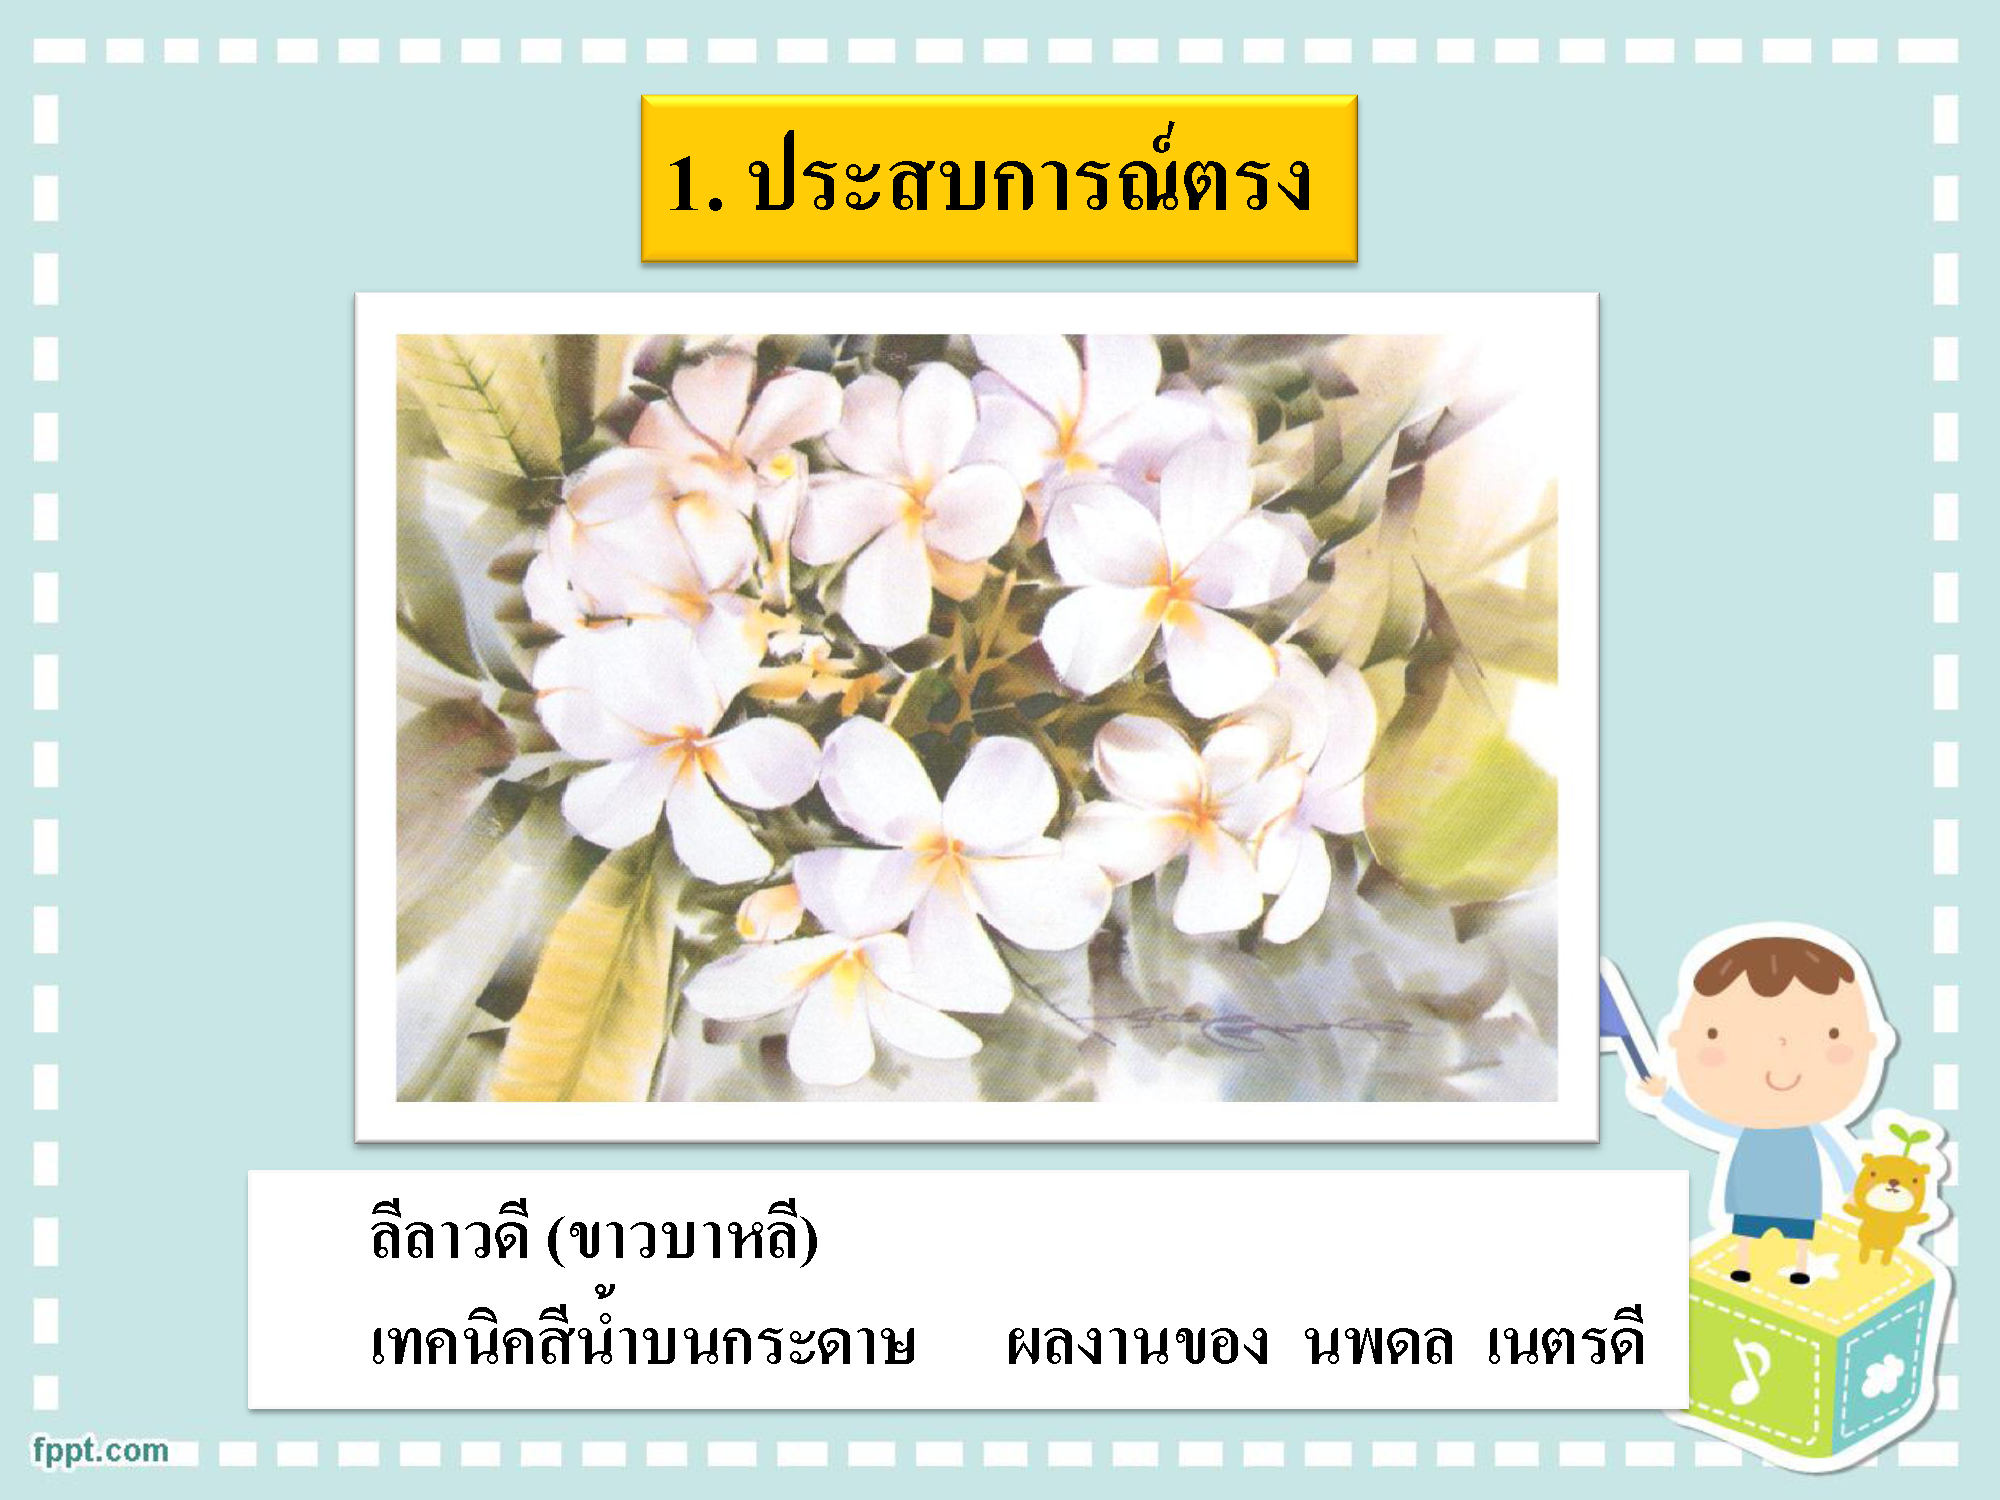 1. ประสบการณ์ตรง
ลีลาวดี (ขาวบาหลี)
เทคนิคสีน้ำบนกระดาษ ผลงานของ นพดล เนตรดี
fppt.com